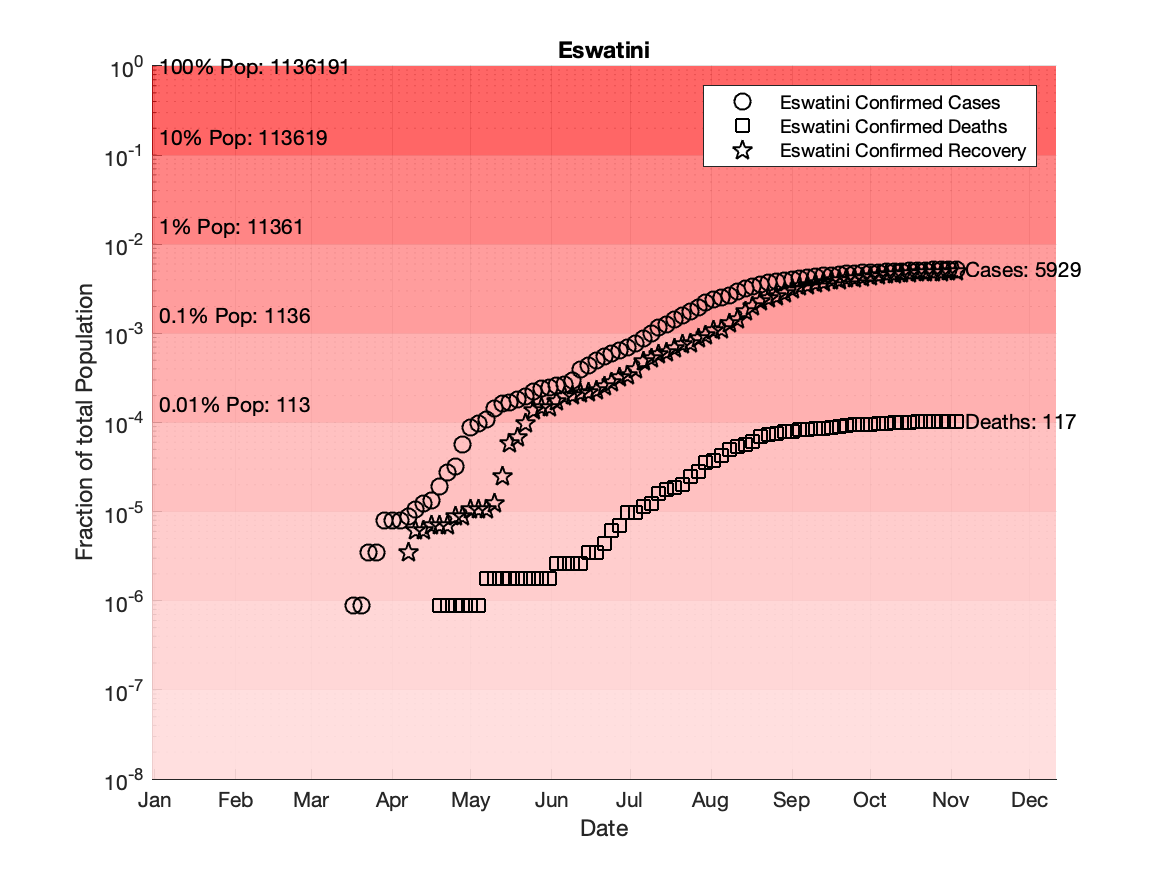 Eswatini
10^0
100% Pop: 1136191
Eswatini Confirmed Cases
Eswatini Confirmed Deaths
Eswatini Confirmed Recovery
10% Pop: 113619
10^-1
1% Pop: 11361
10^-2
Cases: 5929
0.1% Pop: 1136
10^-3
0.01% Pop: 113
10^-4
Deaths: 117
10^-5
10^-6
10^-7
10^-8
Fraction of total Population
Jan Feb Mar Apr May Jun Jul Aug Sep Oct Nov Dec
Date